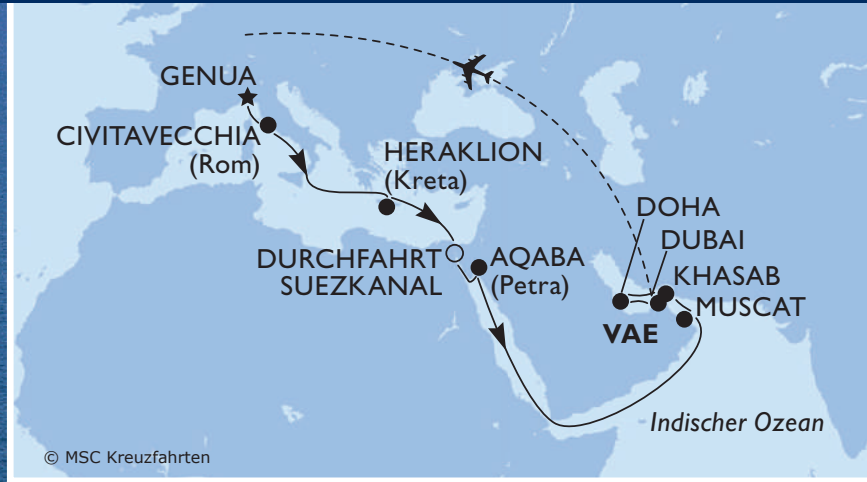 GENUA
CIVITAVECCHIA
(Rom)
HERAKLION
(Kreta)
DURCHFAHRT
SUEZKANAL
AQABA
(Petra)
DOHA
DUBAI
KHASAB
MUSCAT
VAE
Indischer Ozean
© MSC Kreuzfahrten